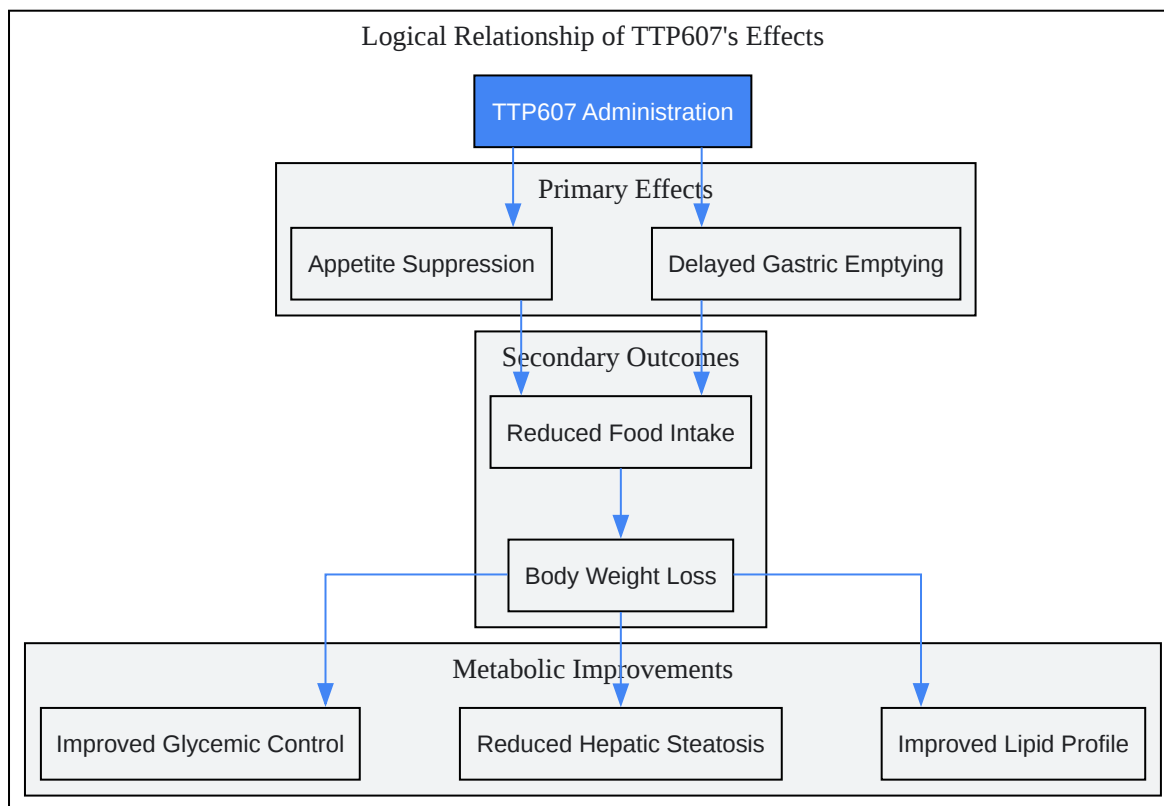 Logical Relationship of TTP607's Effects
TTP607 Administration
Primary Effects
Appetite Suppression
Delayed Gastric Emptying
Secondary Outcomes
Reduced Food Intake
Body Weight Loss
Metabolic Improvements
Improved Glycemic Control
Reduced Hepatic Steatosis
Improved Lipid Profile